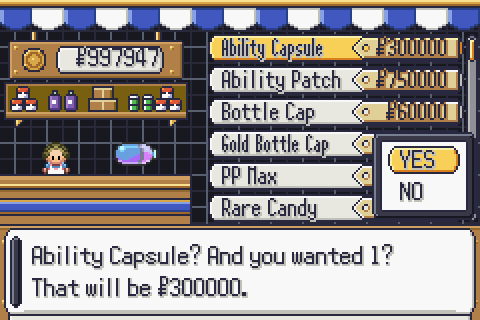 ₽997947
Ability Capsule ₽300000
Ability Patch ₽750000
Bottle Cap ₽60000
Gold Bottle Cap
PP Max
Rare Candy
YES
NO
Ability Capsule? And you wanted 1?
That will be ₽300000.